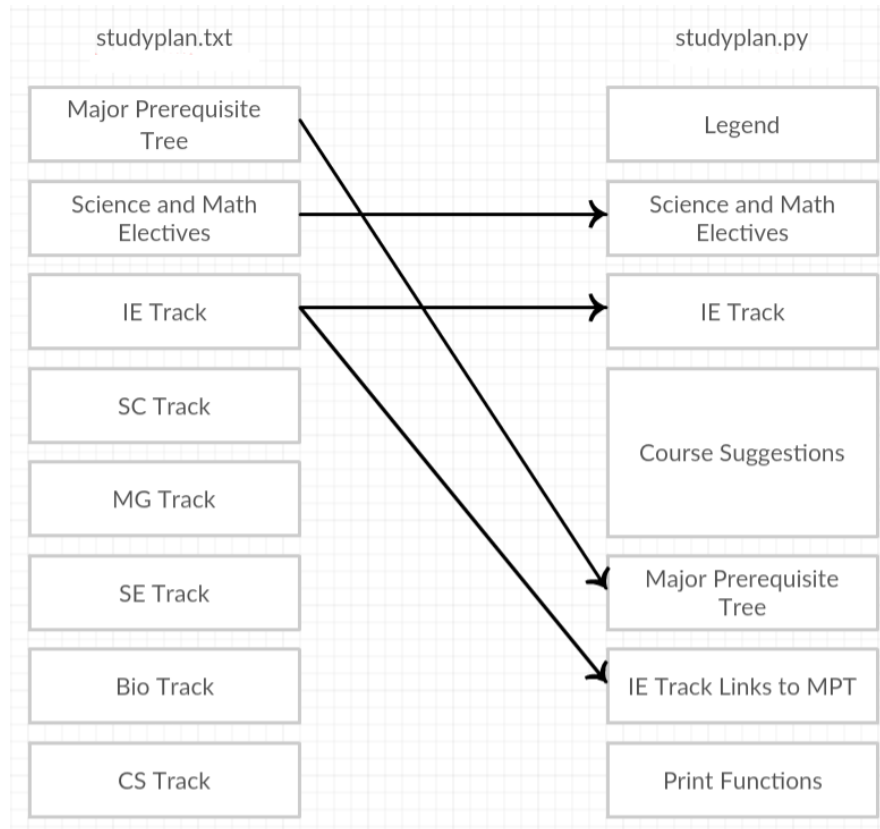 studyplan.txt
Major Prerequisite
Tree
Science and Math
Electives
IE Track
SC Track
MG Track
SE Track
Bio Track
CS Track
studyplan.py
Legend
Science and Math
Electives
IE Track
Course Suggestions
Major Prerequisite
Tree
IE Track Links to MPT
Print Functions